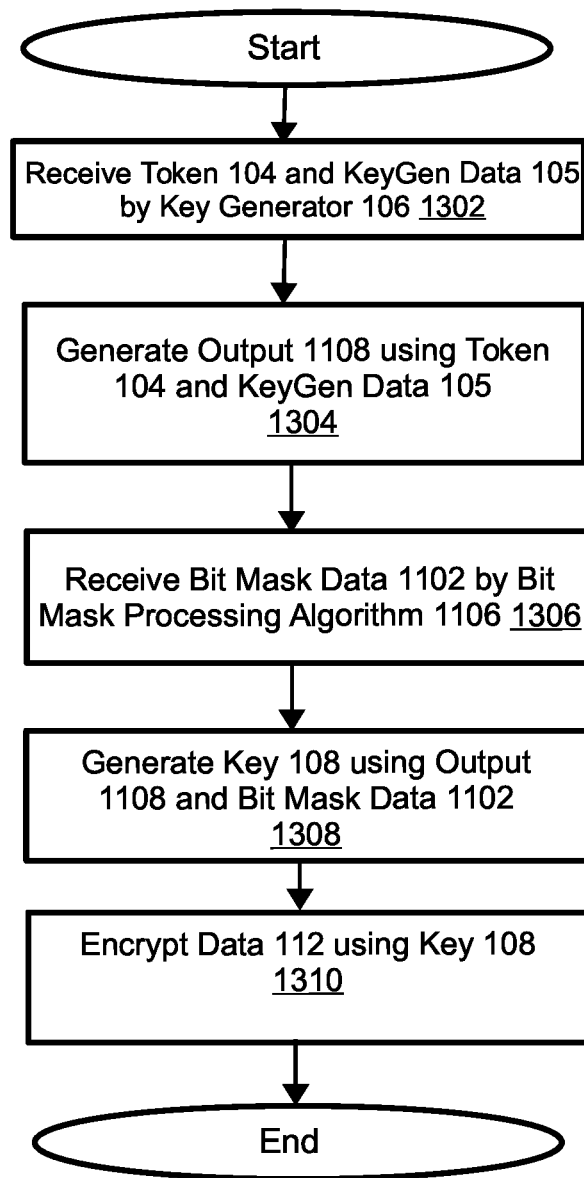 Start
Receive Token 104 and KeyGen Data 105
by Key Generator 106 1302
Generate Output 1108 using Token
104 and KeyGen Data 105
1304
Receive Bit Mask Data 1102 by Bit
Mask Processing Algorithm 1106 1306
Generate Key 108 using Output
1108 and Bit Mask Data 1102
1308
Encrypt Data 112 using Key 108
1310
End